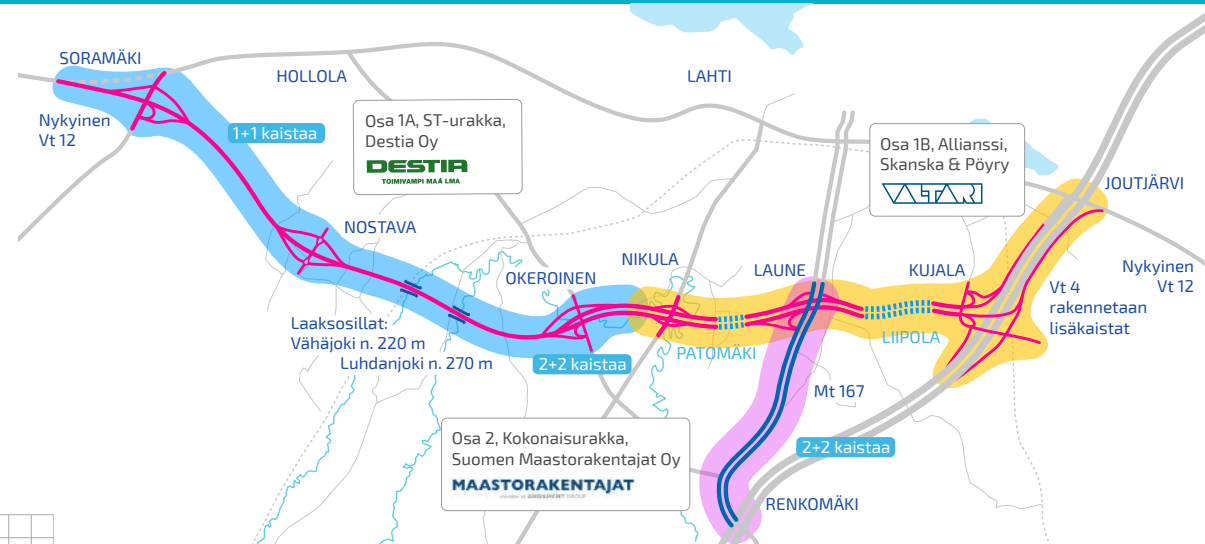 SORAMÄKI
HOLLOLA
LAHTI
Nykyinen
Vt 12
1+1 kaistaa
Osa 1A, ST-urakka,
Destia Oy
DESTIA
TOIMIVAMPI MAAILMA
Osa 1B, Allianssi,
Skanska & Pöyry
VALTARI
JOUTJÄRVI
NOSTAVA
NIKULA
LAUNE
KUJALA
OKEROINEN
Nykyinen
Vt 12
Vt 4
rakennetaan
lisäkaistat
Laaksosillat:
Vähäjoki n. 220 m
Luhdanjoki n. 270 m
PATOMÄKI
LIIPOLA
2+2 kaistaa
Mt 167
Osa 2, Kokonaisurakka,
Suomen Maastorakentajat Oy
MAASTORAKENTAJAT
2+2 kaistaa
RENKOMÄKI